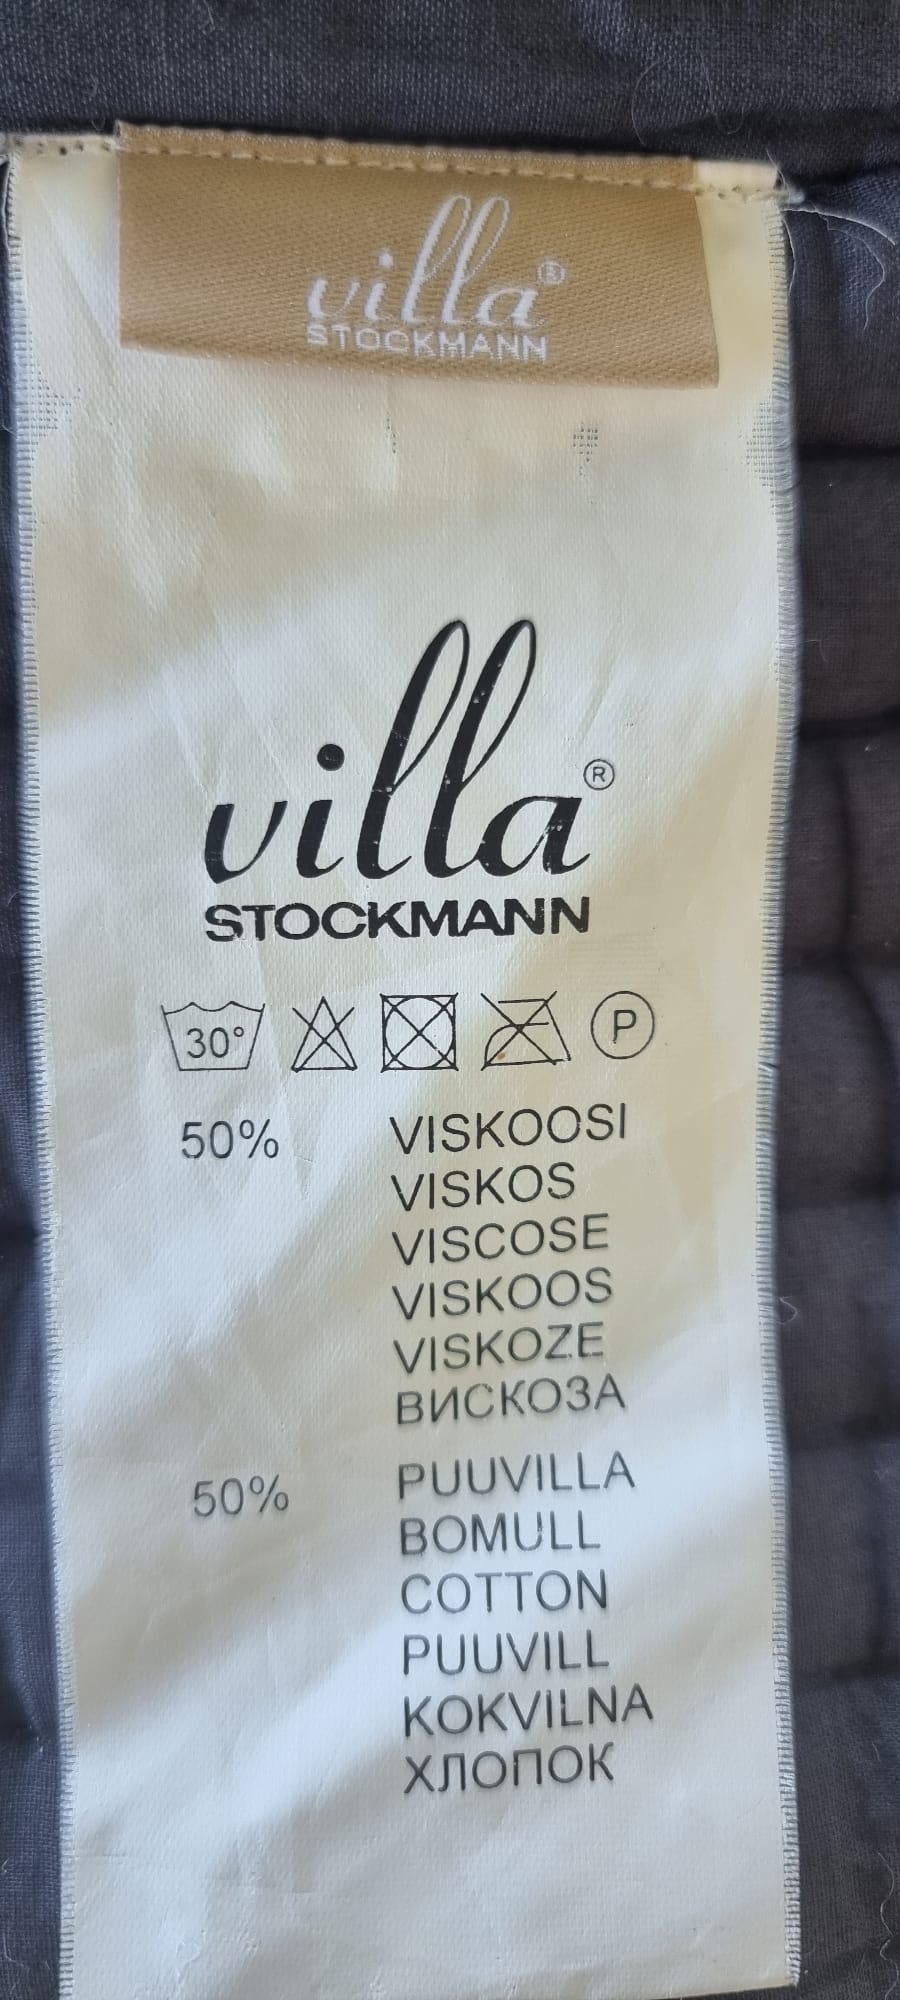 villa®
STOCKMANN
villa®
STOCKMANN
30° P
50% VISKOOSI
VISKOS
VISCOSE
VISKOOS
VISKOZE
ВИСКОЗА
50% PUUVILLA
BOMULL
COTTON
PUUVILL
KOKVILNA
ХЛОПОК